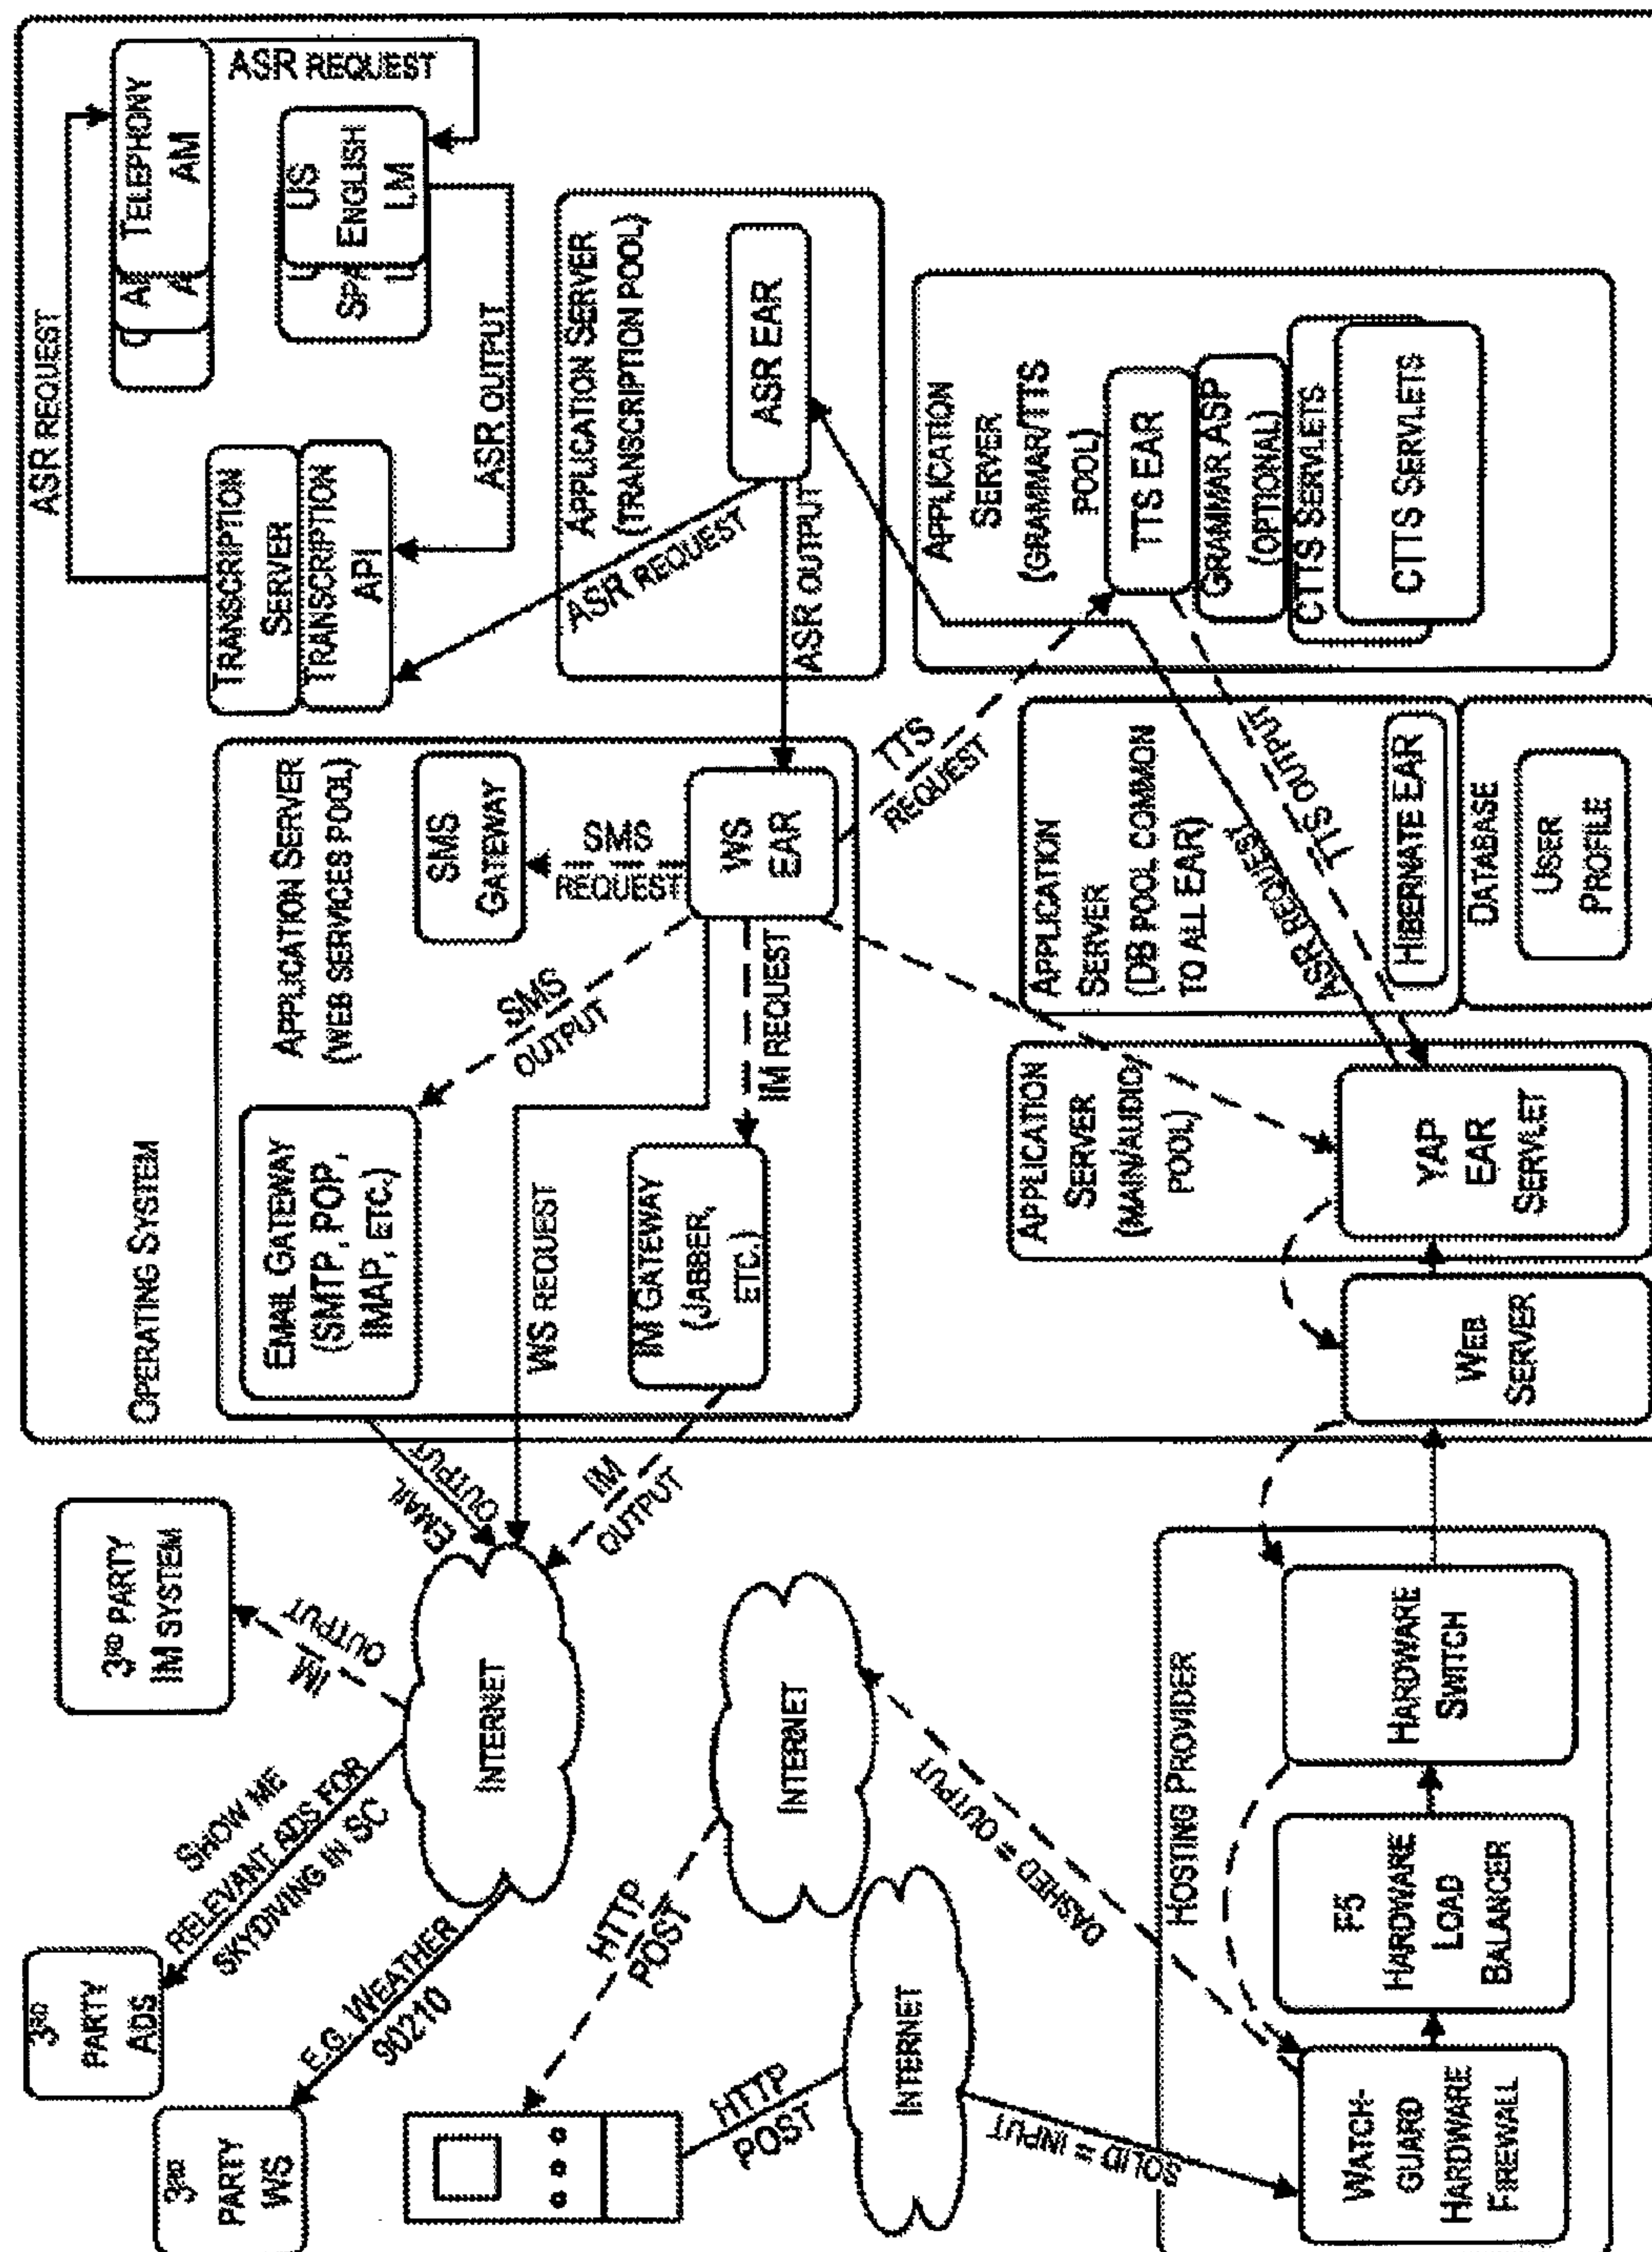 OPERATING SYSTEM
ASR REQUEST
TELEPHONY
AM
ASR REQUEST
TRANSCRIPTION
SERVER
TRANSCRIPTION
API
US
ENGLISH
LM
SPA
ASR OUTPUT
3RD PARTY
IM SYSTEM
3RD
PARTY
ADS
3RD
PARTY
WS
SHOW ME
RELEVANT ADS FOR
SKYDIVING IN SC
E.G. WEATHER
90210
IM
OUTPUT
INTERNET
EMAIL
OUTPUT
WS REQUEST
IM
OUTPUT
APPLICATION SERVER
(WEB SERVICES POOL)
EMAIL GATEWAY
(SMTP, POP,
IMAP, ETC.)
SMS
GATEWAY
SMS
OUTPUT
SMS
REQUEST
IM GATEWAY
(JABBER,
ETC.)
IM REQUEST
WS
EAR
APPLICATION SERVER
(TRANSCRIPTION POOL)
ASR REQUEST
ASR EAR
ASR OUTPUT
HTTP
POST
INTERNET
HTTP
POST
INTERNET
DASHED = OUTPUT
SOLID = INPUT
TTS
REQUEST
APPLICATION
SERVER
(GRAMMAR/TTS
POOL)
TTS EAR
GRAMMAR ASP
(OPTIONAL)
CTTS SERVLETS
CTTS SERVLETS
APPLICATION
SERVER
(DB POOL COMMON
TO ALL EAR)
ASR REQUEST
TTS OUTPUT
HIBERNATE EAR
DATABASE
USER
PROFILE
APPLICATION
SERVER
(MAIN/AUDIO
POOL)
YAP
EAR
SERVLET
WEB
SERVER
HOSTING PROVIDER
HARDWARE
SWITCH
F5
HARDWARE
LOAD
BALANCER
WATCH-
GUARD
HARDWARE
FIREWALL